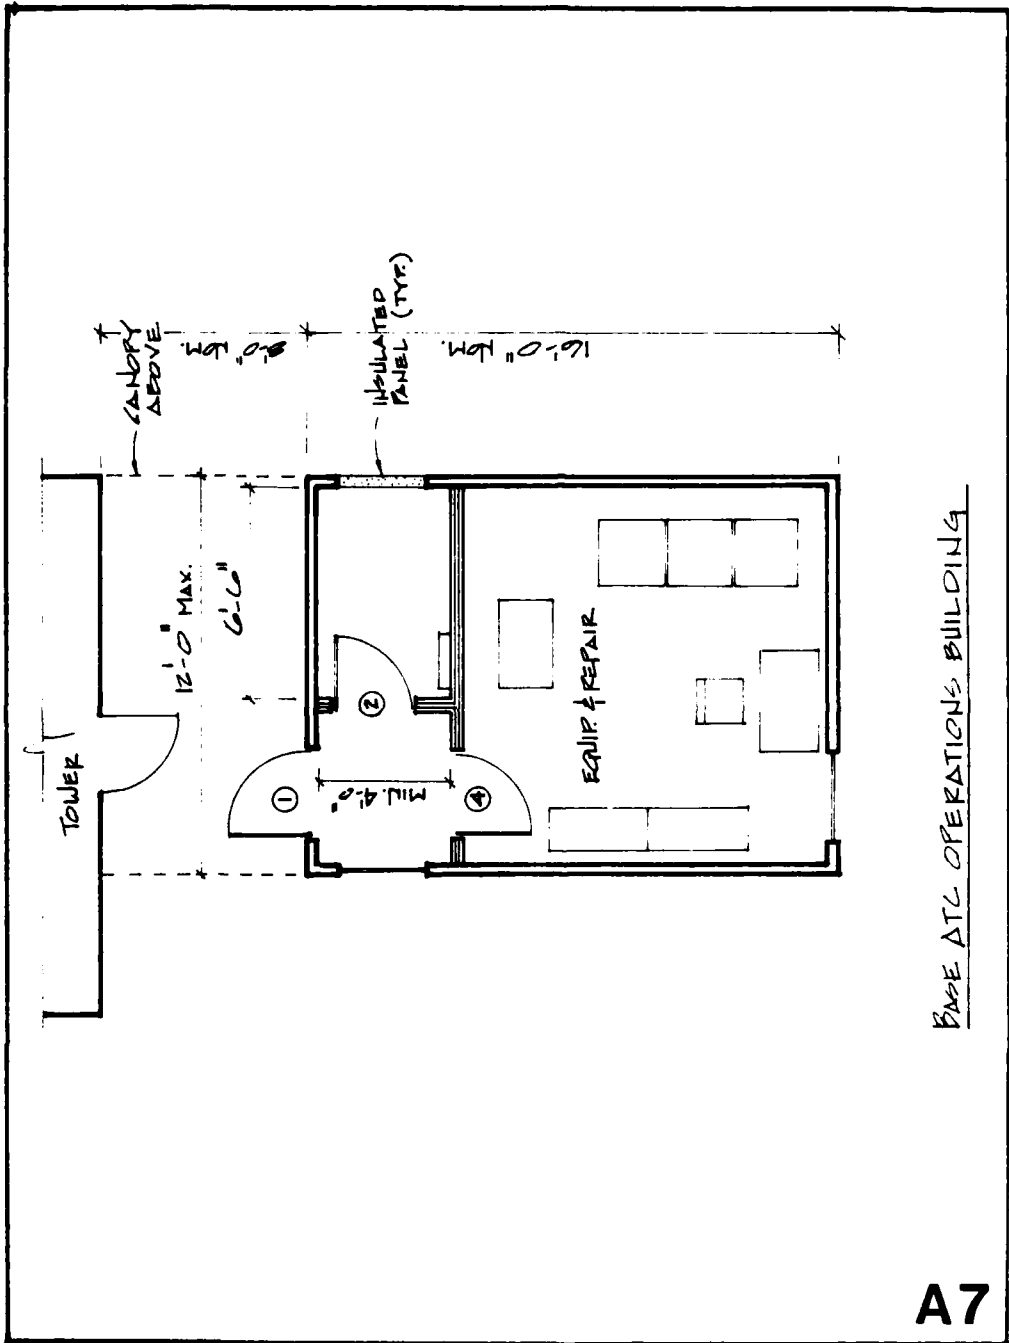 TOWER
CANOPY
ABOVE
12'-0" MAX.
6'-6"
INSULATED
PANEL (TYP.)
8'-0" NOM.
16'-0" NOM.
1
2
MIN. 4'-0"
4
EQUIP. & REPAIR
BASE ATC OPERATIONS BUILDING
A7